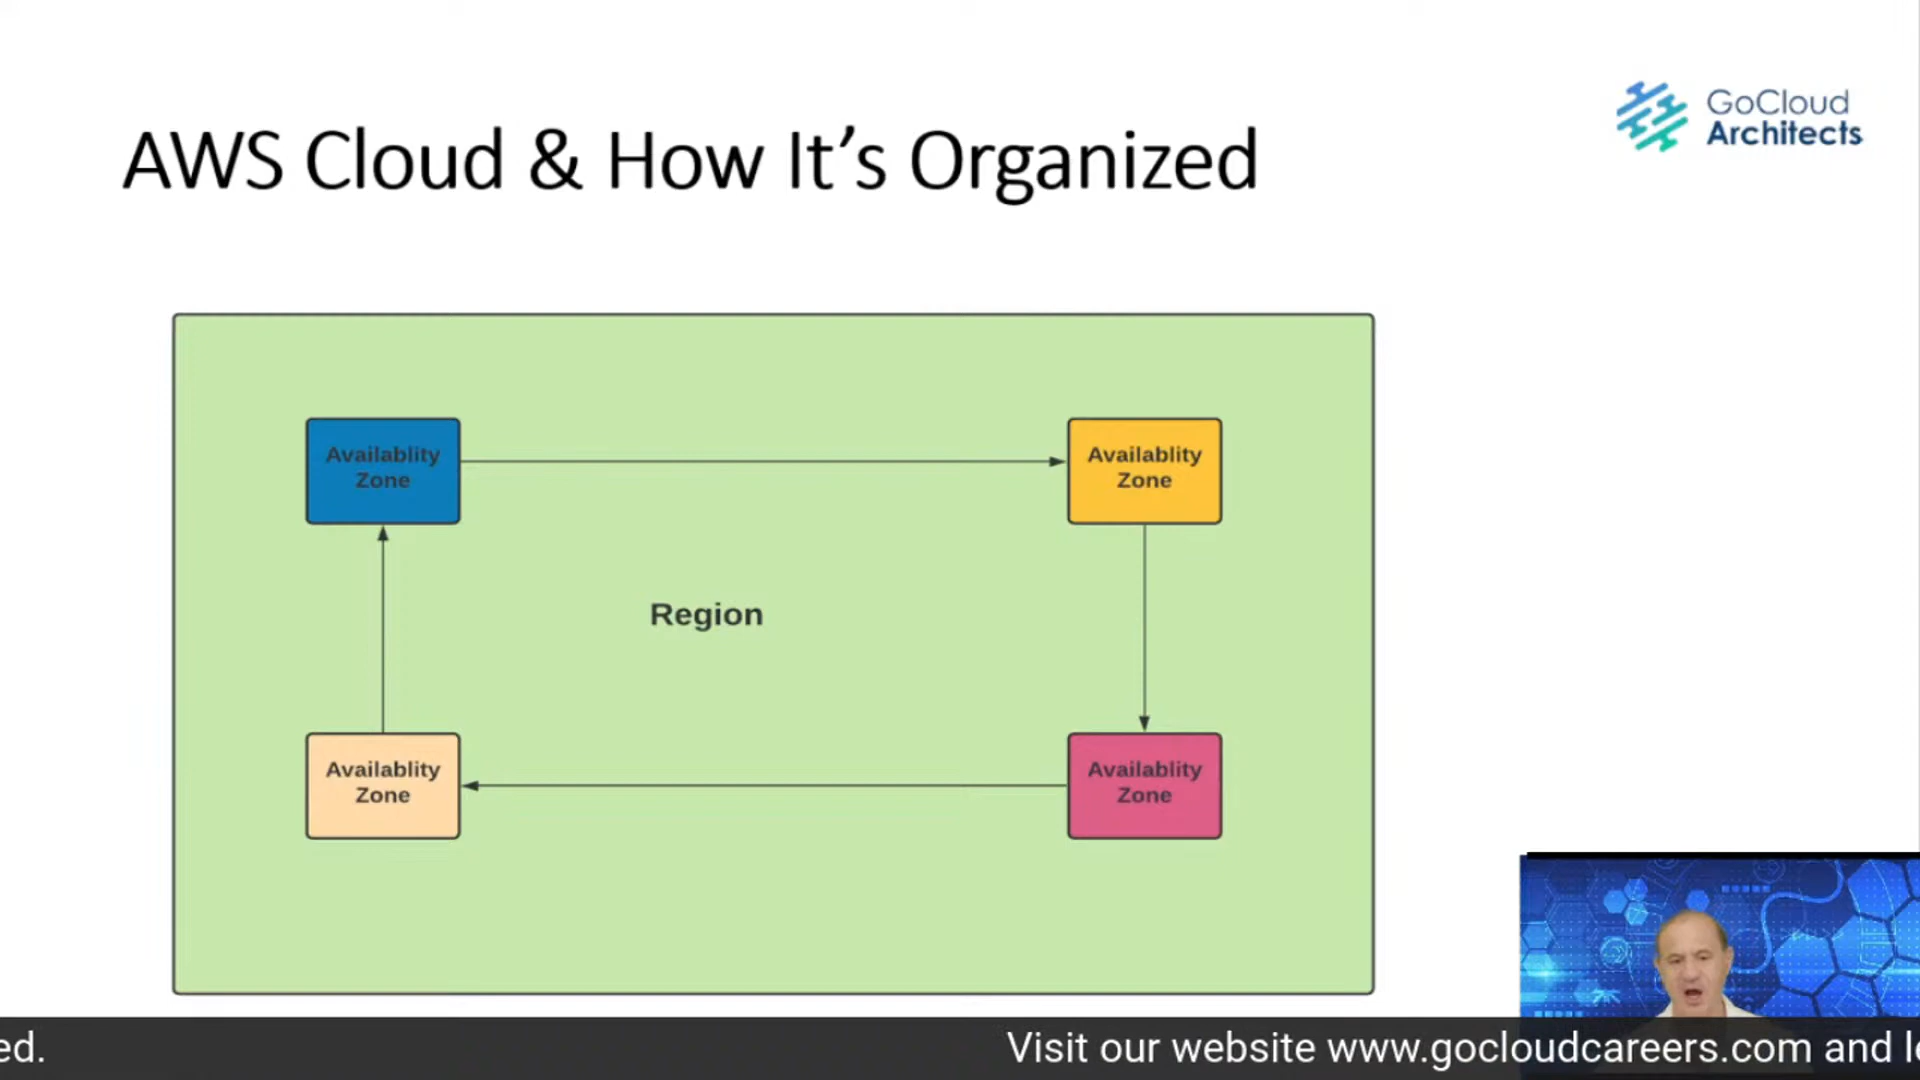 GoCloud
Architects
AWS Cloud & How It’s Organized
Availablity
Zone
Availablity
Zone
Region
Availablity
Zone
Availablity
Zone
ed.
Visit our website www.gocloudcareers.com and le